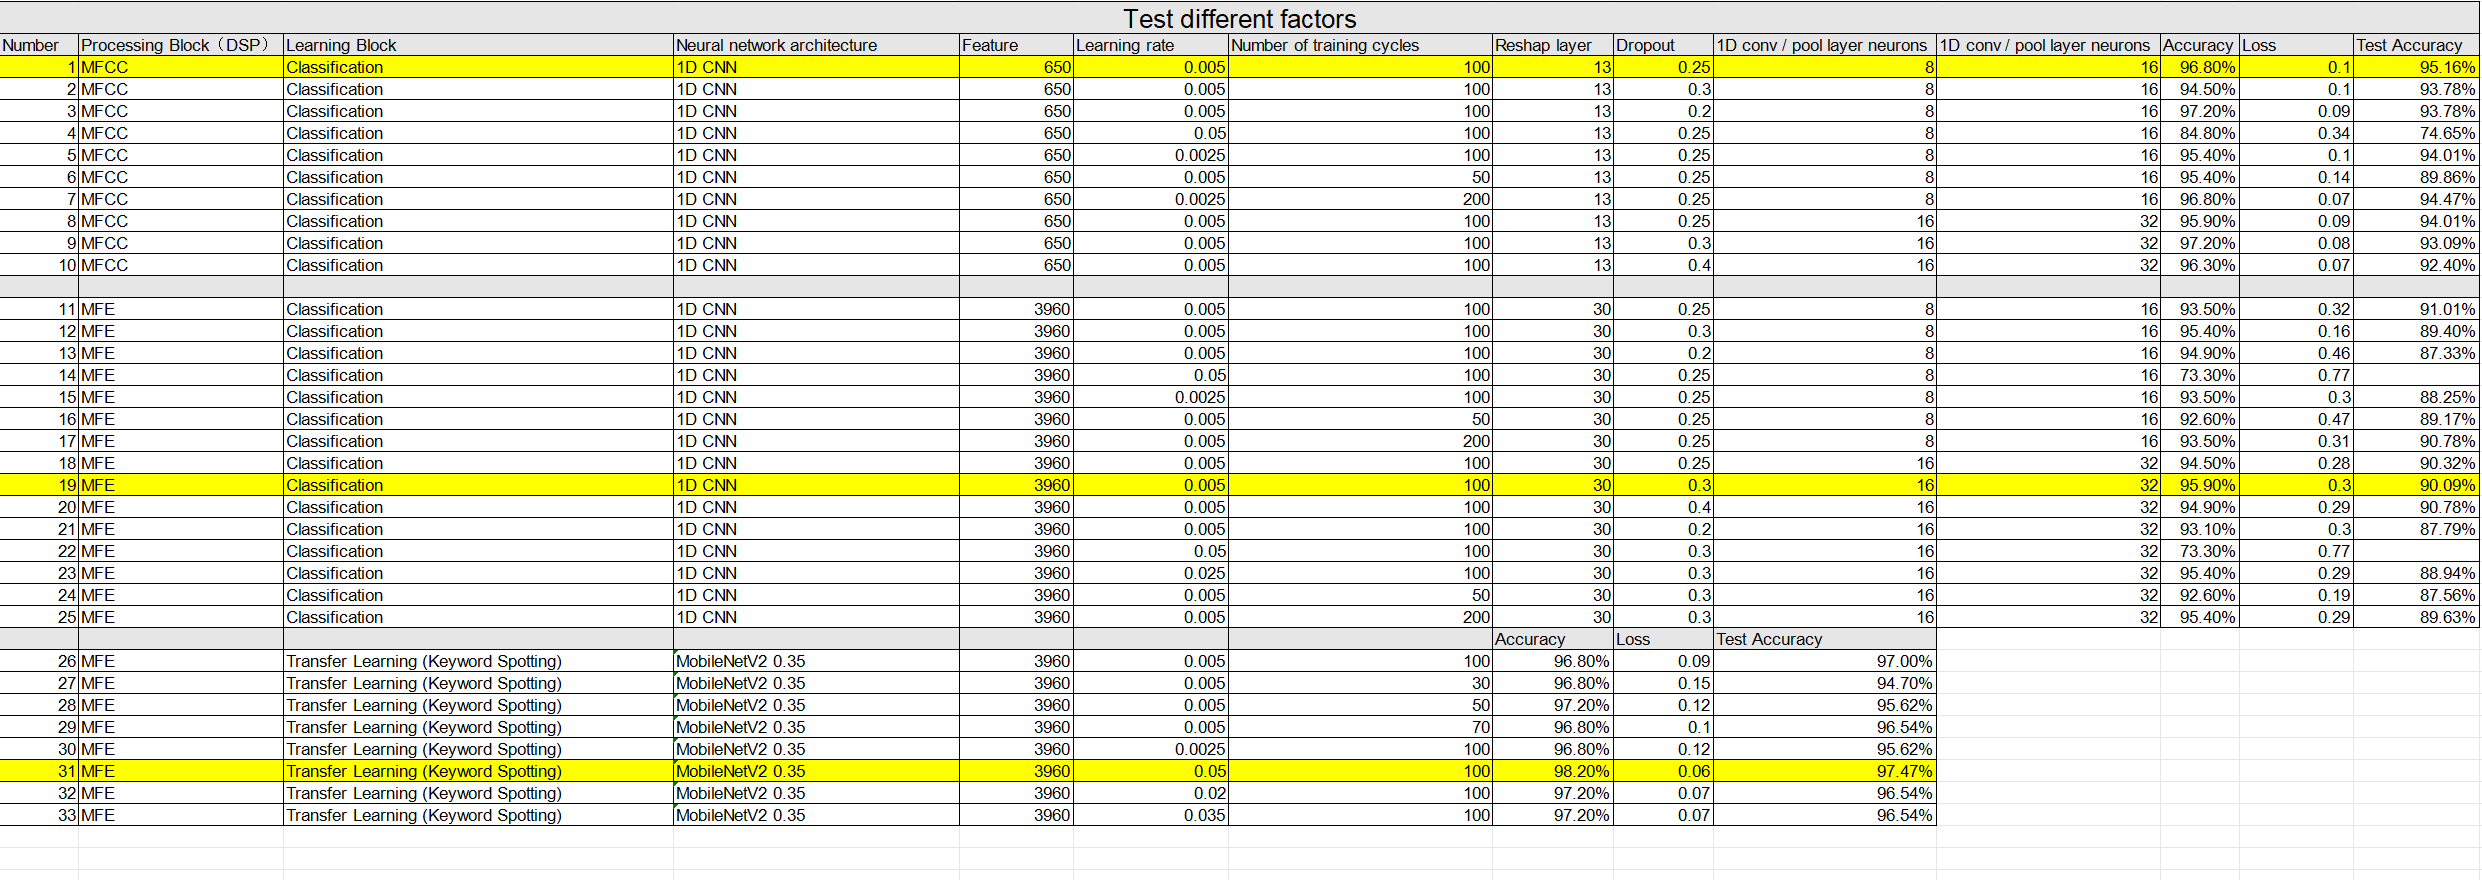 Test different factors
Number Processing Block（DSP） Learning Block Neural network architecture Feature Learning rate Number of training cycles Reshap layer Dropout 1D conv / pool layer neurons 1D conv / pool layer neurons Accuracy Loss Test Accuracy
1 MFCC Classification 1D CNN 650 0.005 100 13 0.25 8 16 96.80% 0.1 95.16%
2 MFCC Classification 1D CNN 650 0.005 100 13 0.3 8 16 94.50% 0.1 93.78%
3 MFCC Classification 1D CNN 650 0.005 100 13 0.2 8 16 97.20% 0.09 93.78%
4 MFCC Classification 1D CNN 650 0.05 100 13 0.25 8 16 84.80% 0.34 74.65%
5 MFCC Classification 1D CNN 650 0.0025 100 13 0.25 8 16 95.40% 0.1 94.01%
6 MFCC Classification 1D CNN 650 0.005 50 13 0.25 8 16 95.40% 0.14 89.86%
7 MFCC Classification 1D CNN 650 0.0025 200 13 0.25 8 16 96.80% 0.07 94.47%
8 MFCC Classification 1D CNN 650 0.005 100 13 0.25 16 32 95.90% 0.09 94.01%
9 MFCC Classification 1D CNN 650 0.005 100 13 0.3 16 32 97.20% 0.08 93.09%
10 MFCC Classification 1D CNN 650 0.005 100 13 0.4 16 32 96.30% 0.07 92.40%
11 MFE Classification 1D CNN 3960 0.005 100 30 0.25 8 16 93.50% 0.32 91.01%
12 MFE Classification 1D CNN 3960 0.005 100 30 0.3 8 16 95.40% 0.16 89.40%
13 MFE Classification 1D CNN 3960 0.005 100 30 0.2 8 16 94.90% 0.46 87.33%
14 MFE Classification 1D CNN 3960 0.05 100 30 0.25 8 16 73.30% 0.77
15 MFE Classification 1D CNN 3960 0.0025 100 30 0.25 8 16 93.50% 0.3 88.25%
16 MFE Classification 1D CNN 3960 0.005 50 30 0.25 8 16 92.60% 0.47 89.17%
17 MFE Classification 1D CNN 3960 0.005 200 30 0.25 8 16 93.50% 0.31 90.78%
18 MFE Classification 1D CNN 3960 0.005 100 30 0.25 16 32 94.50% 0.28 90.32%
19 MFE Classification 1D CNN 3960 0.005 100 30 0.3 16 32 95.90% 0.3 90.09%
20 MFE Classification 1D CNN 3960 0.005 100 30 0.4 16 32 94.90% 0.29 90.78%
21 MFE Classification 1D CNN 3960 0.005 100 30 0.2 16 32 93.10% 0.3 87.79%
22 MFE Classification 1D CNN 3960 0.05 100 30 0.3 16 32 73.30% 0.77
23 MFE Classification 1D CNN 3960 0.025 100 30 0.3 16 32 95.40% 0.29 88.94%
24 MFE Classification 1D CNN 3960 0.005 50 30 0.3 16 32 92.60% 0.19 87.56%
25 MFE Classification 1D CNN 3960 0.005 200 30 0.3 16 32 95.40% 0.29 89.63%
Accuracy Loss Test Accuracy
26 MFE Transfer Learning (Keyword Spotting) MobileNetV2 0.35 3960 0.005 100 96.80% 0.09 97.00%
27 MFE Transfer Learning (Keyword Spotting) MobileNetV2 0.35 3960 0.005 30 96.80% 0.15 94.70%
28 MFE Transfer Learning (Keyword Spotting) MobileNetV2 0.35 3960 0.005 50 97.20% 0.12 95.62%
29 MFE Transfer Learning (Keyword Spotting) MobileNetV2 0.35 3960 0.005 70 96.80% 0.1 96.54%
30 MFE Transfer Learning (Keyword Spotting) MobileNetV2 0.35 3960 0.0025 100 96.80% 0.12 95.62%
31 MFE Transfer Learning (Keyword Spotting) MobileNetV2 0.35 3960 0.05 100 98.20% 0.06 97.47%
32 MFE Transfer Learning (Keyword Spotting) MobileNetV2 0.35 3960 0.02 100 97.20% 0.07 96.54%
33 MFE Transfer Learning (Keyword Spotting) MobileNetV2 0.35 3960 0.035 100 97.20% 0.07 96.54%